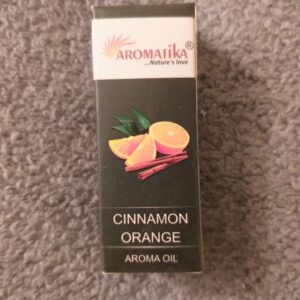 AROMATIKA®
...Nature's love
CINNAMON
ORANGE
AROMA OIL